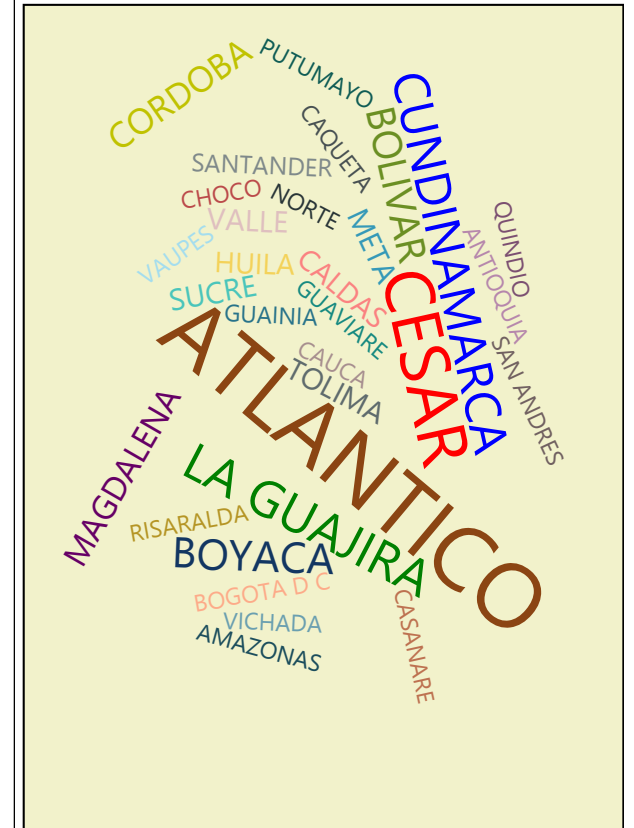 PUTUMAYO
CORDOBA
CUNDINAMARCA
CAQUETA
BOLIVAR
SANTANDER
CHOCO
NORTE
VALLE
META
QUINDIO
VAUPES
ANTIOQUIA
HUILA
CALDAS
SUCRE
GUAVIARE
CESAR
GUAINIA
ATLANTICO
CAUCA
TOLIMA
SAN ANDRES
MAGDALENA
LA GUAJIRA
RISARALDA
BOYACA
BOGOTA D C
CASANARE
VICHADA
AMAZONAS